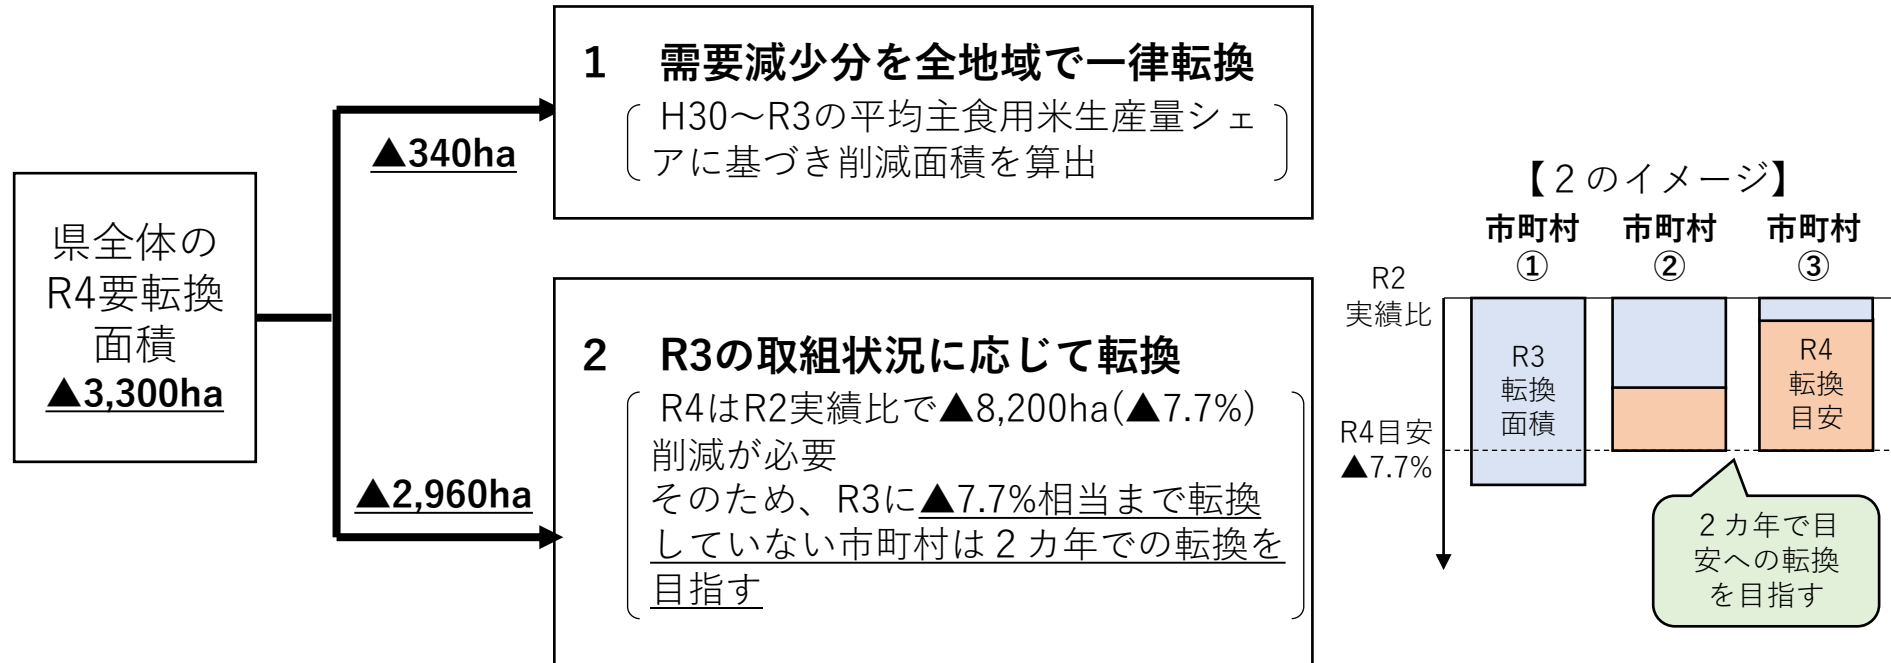 県全体の
R4要転換
面積
▲3,300ha
▲340ha
▲2,960ha
1　需要減少分を全地域で一律転換
H30～R3の平均主食用米生産量シェ
アに基づき削減面積を算出
2　R3の取組状況に応じて転換
R4はR2実績比で▲8,200ha(▲7.7%)
削減が必要
そのため、R3に▲7.7%相当まで転換
していない市町村は２カ年での転換を
目指す
【２のイメージ】
市町村
①
市町村
②
市町村
③
R2
実績比
R4目安
▲7.7%
R3
転換
面積
R4
転換
目安
２カ年で目
安への転換
を目指す